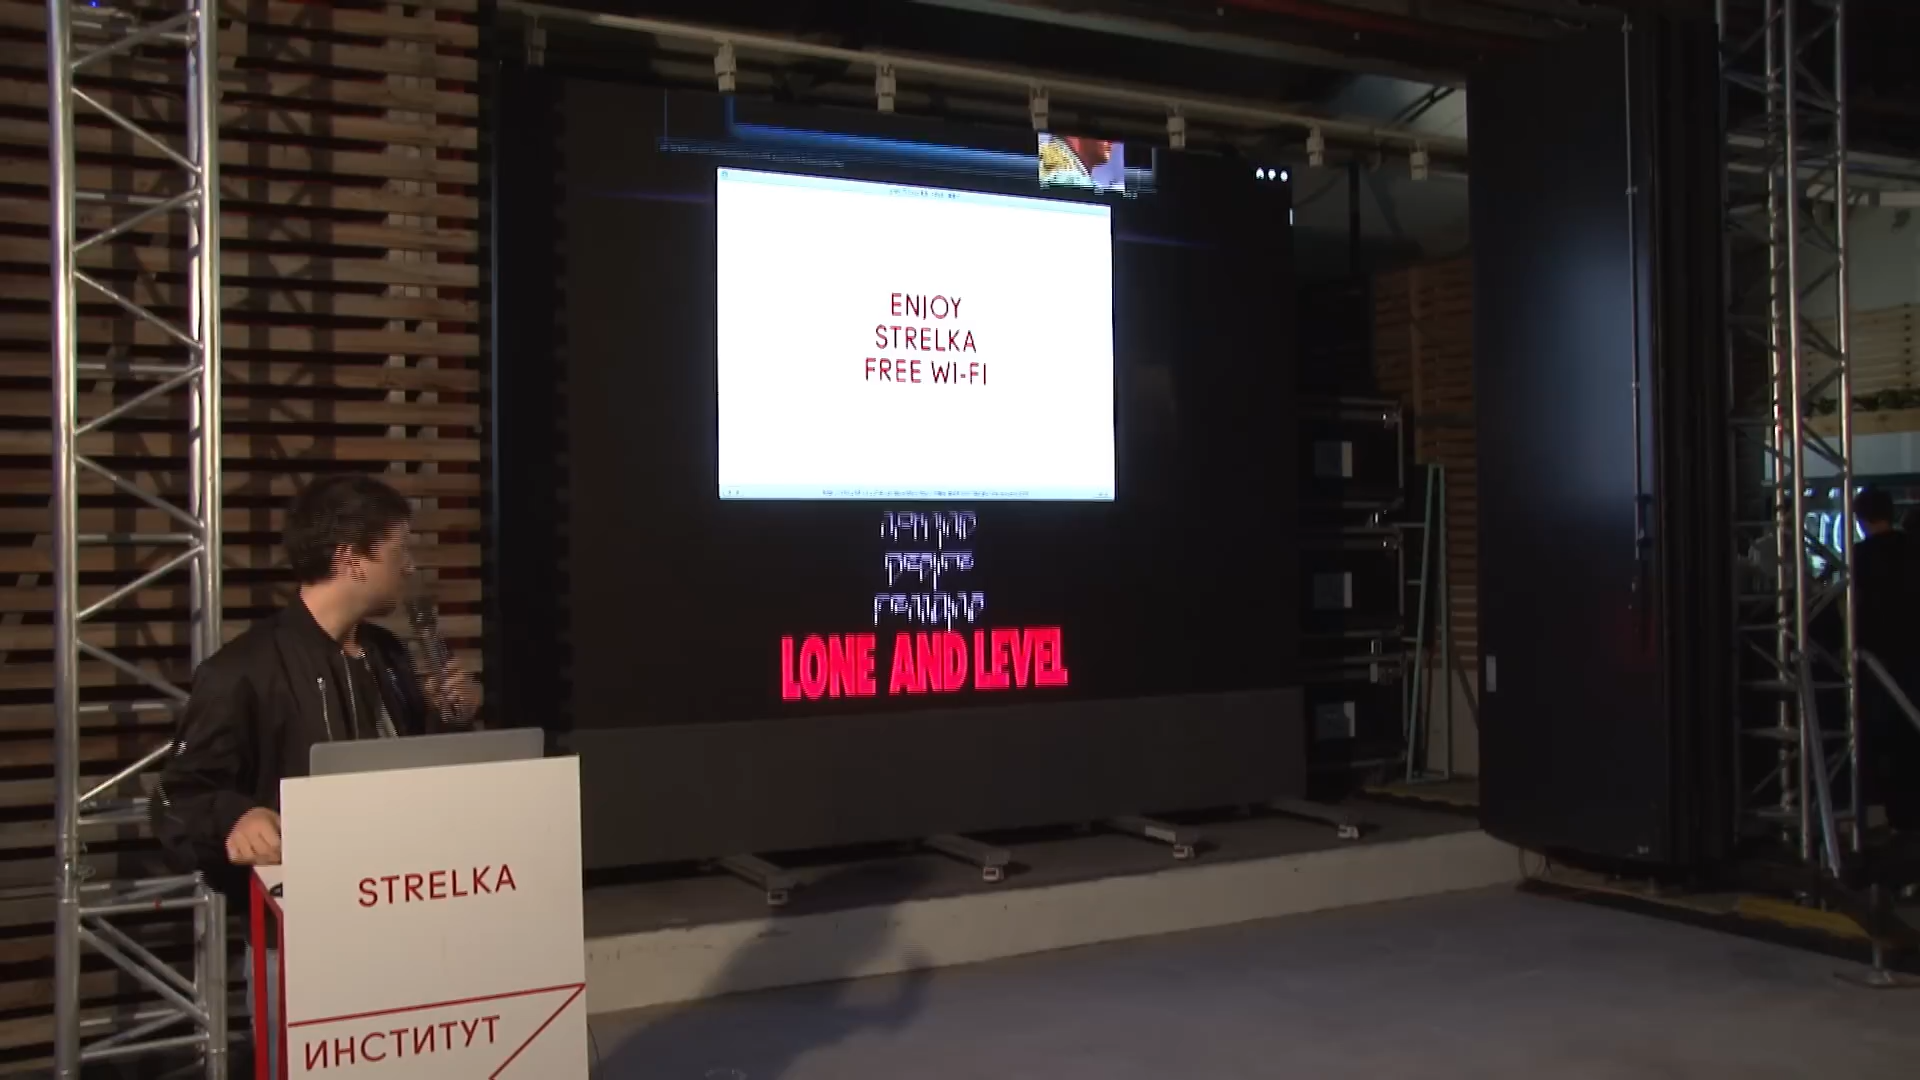 ENJOY
STRELKA
FREE WI-FI
LONE AND LEVEL
STRELKA
ИНСТИТУТ